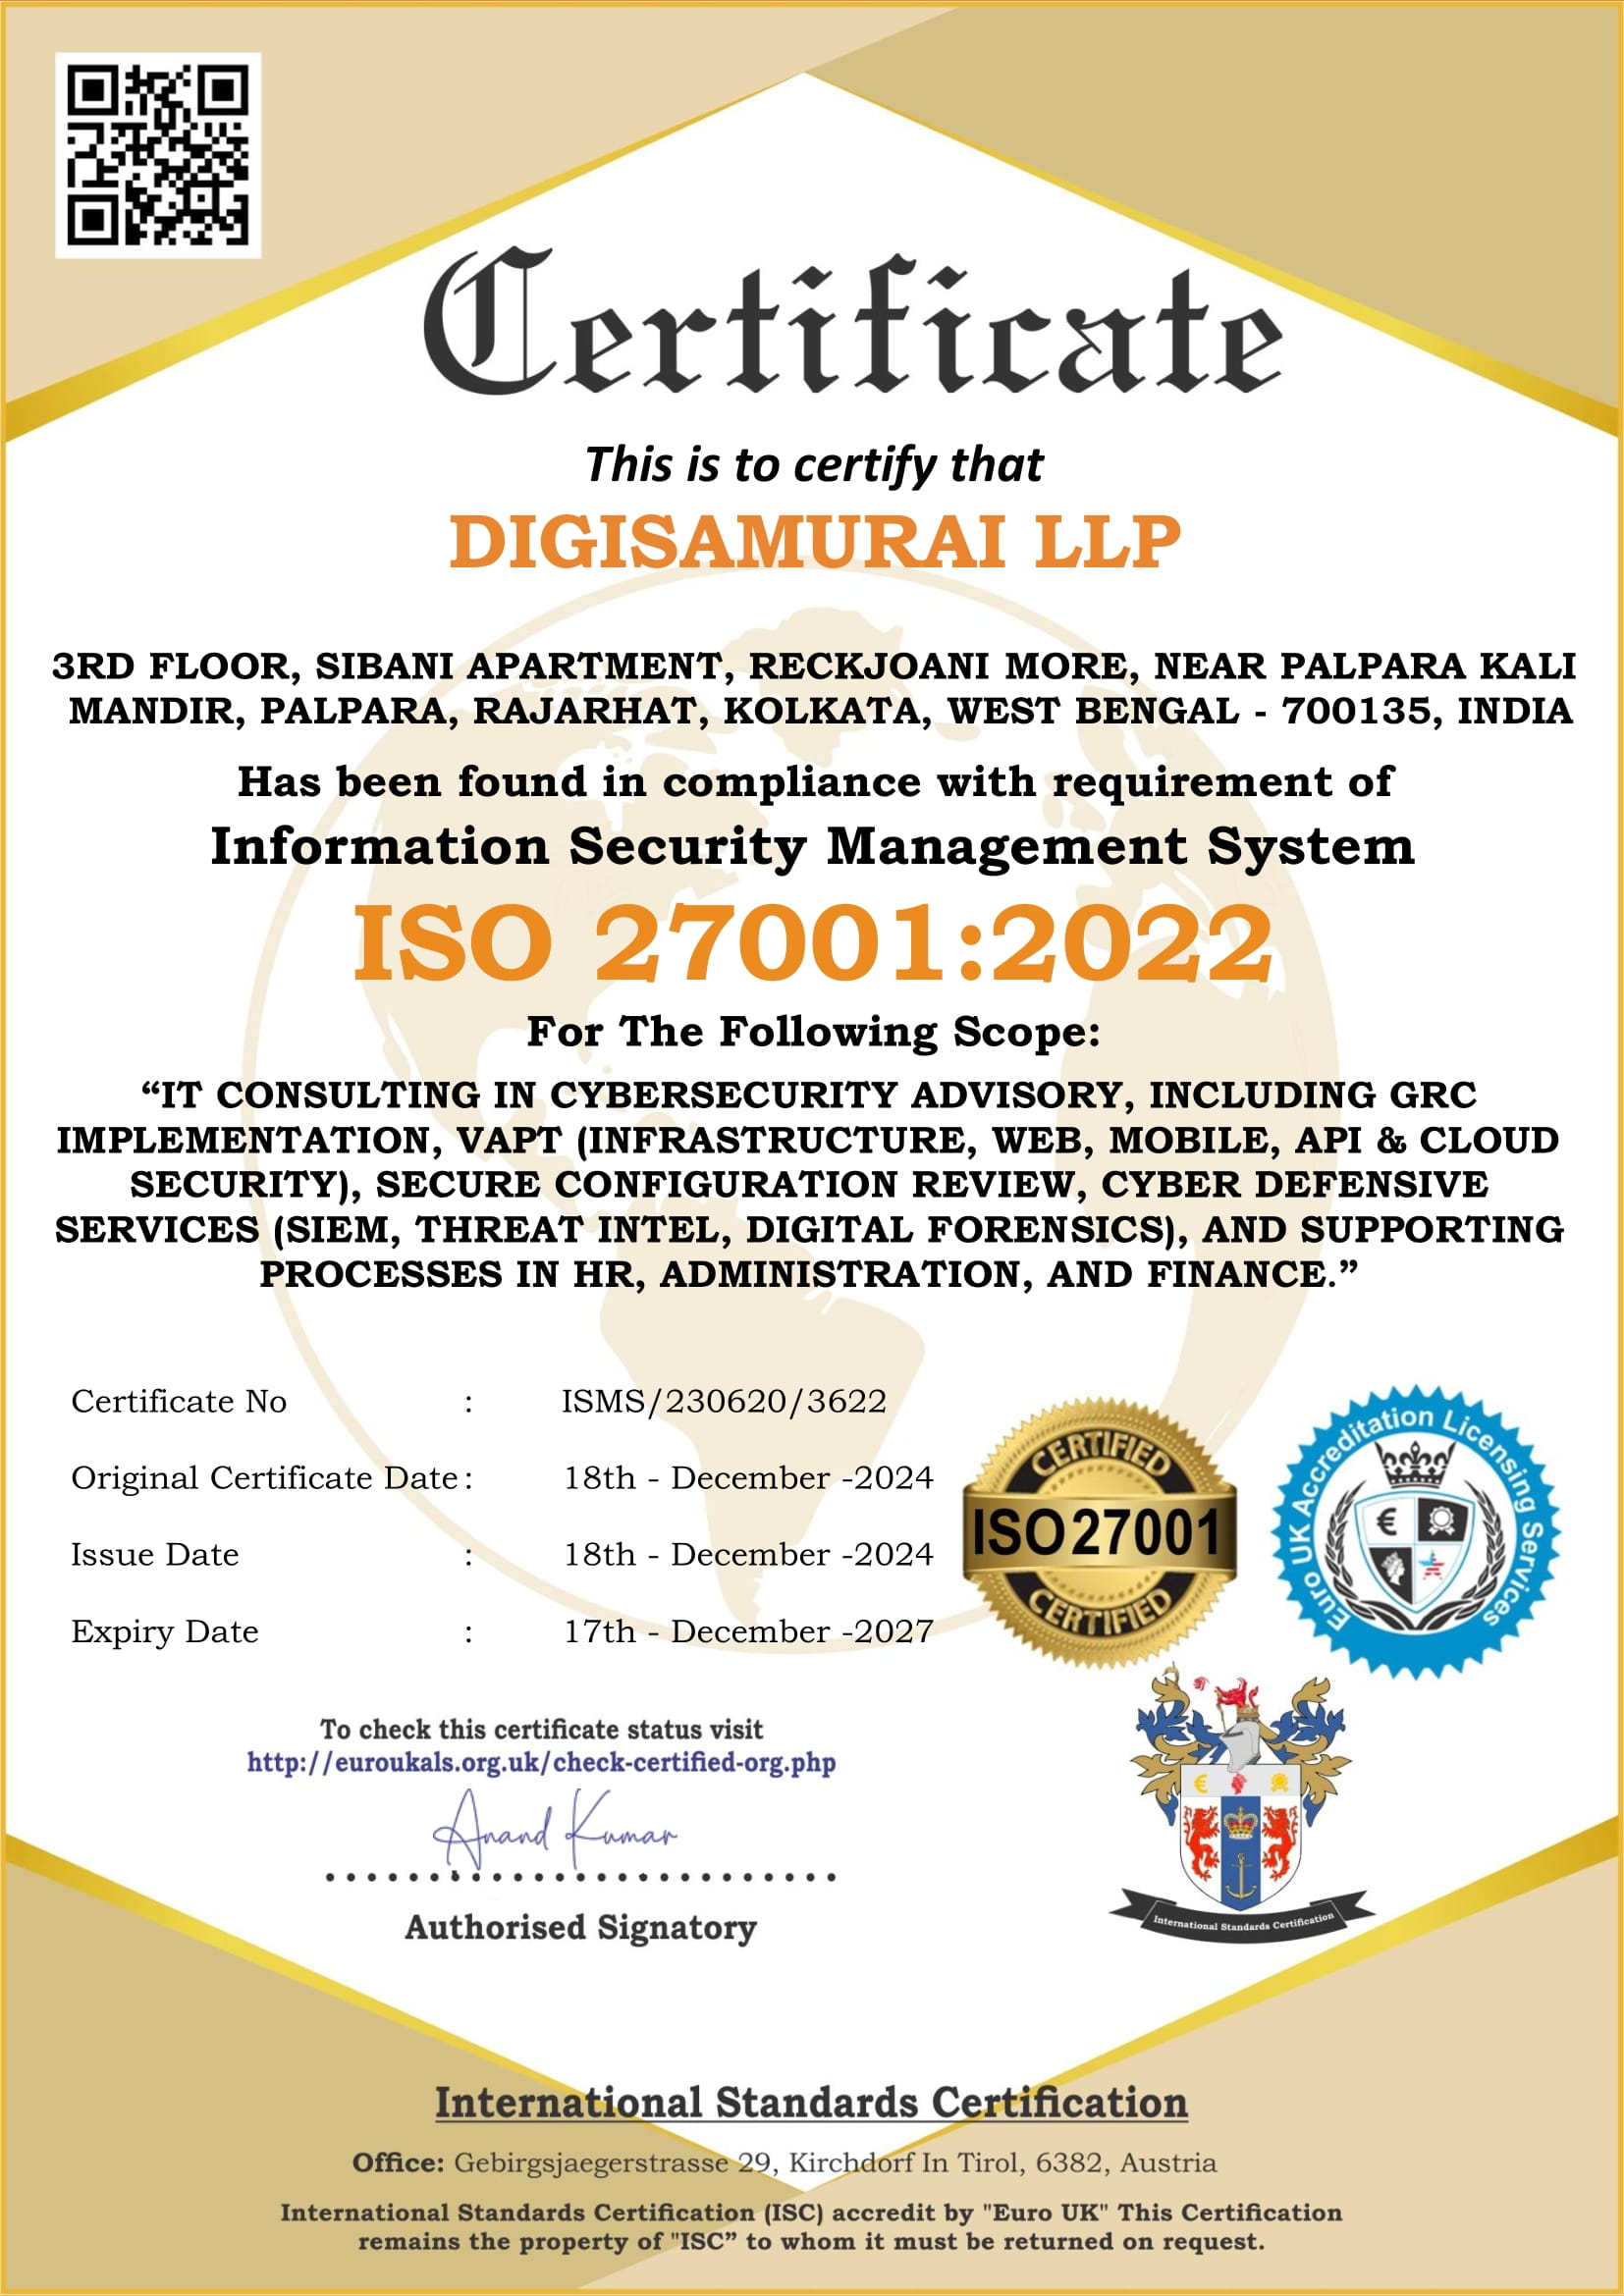 Certificate
This is to certify that
DIGISAMURAI LLP
3RD FLOOR, SIBANI APARTMENT, RECKJOANI MORE, NEAR PALPARA KALI
MANDIR, PALPARA, RAJARHAT, KOLKATA, WEST BENGAL - 700135, INDIA
Has been found in compliance with requirement of
Information Security Management System
ISO 27001:2022
For The Following Scope:
“IT CONSULTING IN CYBERSECURITY ADVISORY, INCLUDING GRC
IMPLEMENTATION, VAPT (INFRASTRUCTURE, WEB, MOBILE, API & CLOUD
SECURITY), SECURE CONFIGURATION REVIEW, CYBER DEFENSIVE
SERVICES (SIEM, THREAT INTEL, DIGITAL FORENSICS), AND SUPPORTING
PROCESSES IN HR, ADMINISTRATION, AND FINANCE.”
Certificate No : ISMS/230620/3622
Original Certificate Date : 18th - December -2024
Issue Date : 18th - December -2024
Expiry Date : 17th - December -2027
CERTIFIED
ISO 27001
CERTIFIED
Euro UK Accreditation Licensing Services
To check this certificate status visit
http://euroukals.org.uk/check-certified-org.php
Anand Kumar
Authorised Signatory
International Standards Certification
International Standards Certification
Office: Gebirgsjaegerstrasse 29, Kirchdorf In Tirol, 6382, Austria
International Standards Certification (ISC) accredit by "Euro UK" This Certification
remains the property of "ISC” to whom it must be returned on request.